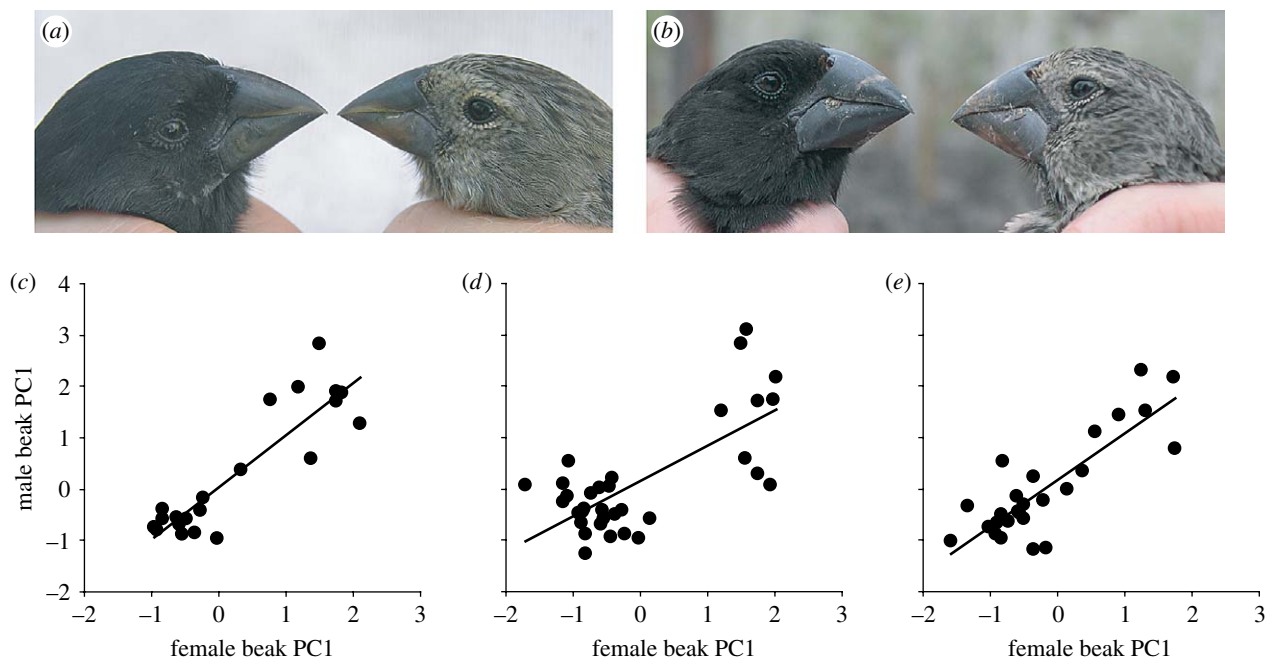 (a)
(b)
(c)
(d)
(e)
male beak PC1
4
3
2
1
0
–1
–2
–2 –1 0 1 2 3
–2 –1 0 1 2 3
–2 –1 0 1 2 3
female beak PC1
female beak PC1
female beak PC1